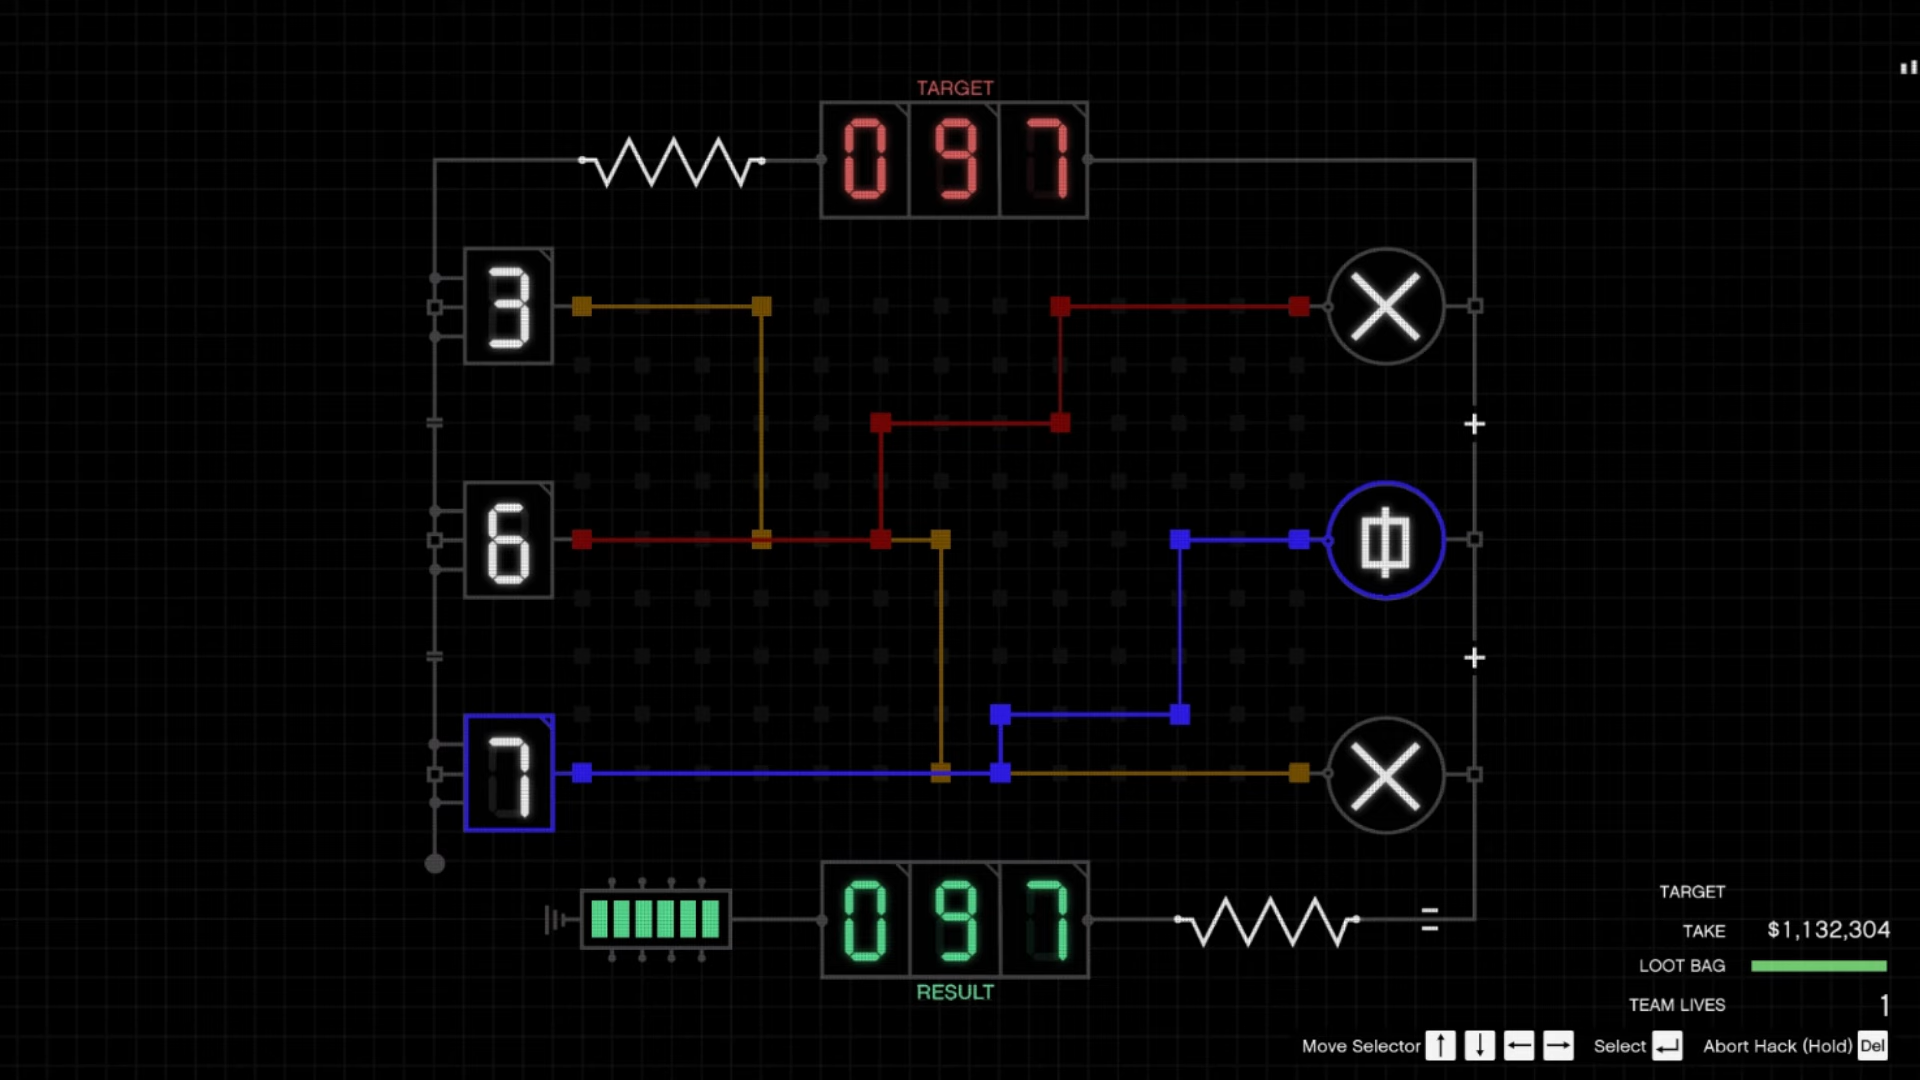 TARGET
097
3
+
6
中
+
7
097
=
RESULT
TARGET
TAKE $1,132,304
LOOT BAG
TEAM LIVES 1
Move Selector ↑ ↓ ← → Select ↵ Abort Hack (Hold) Del